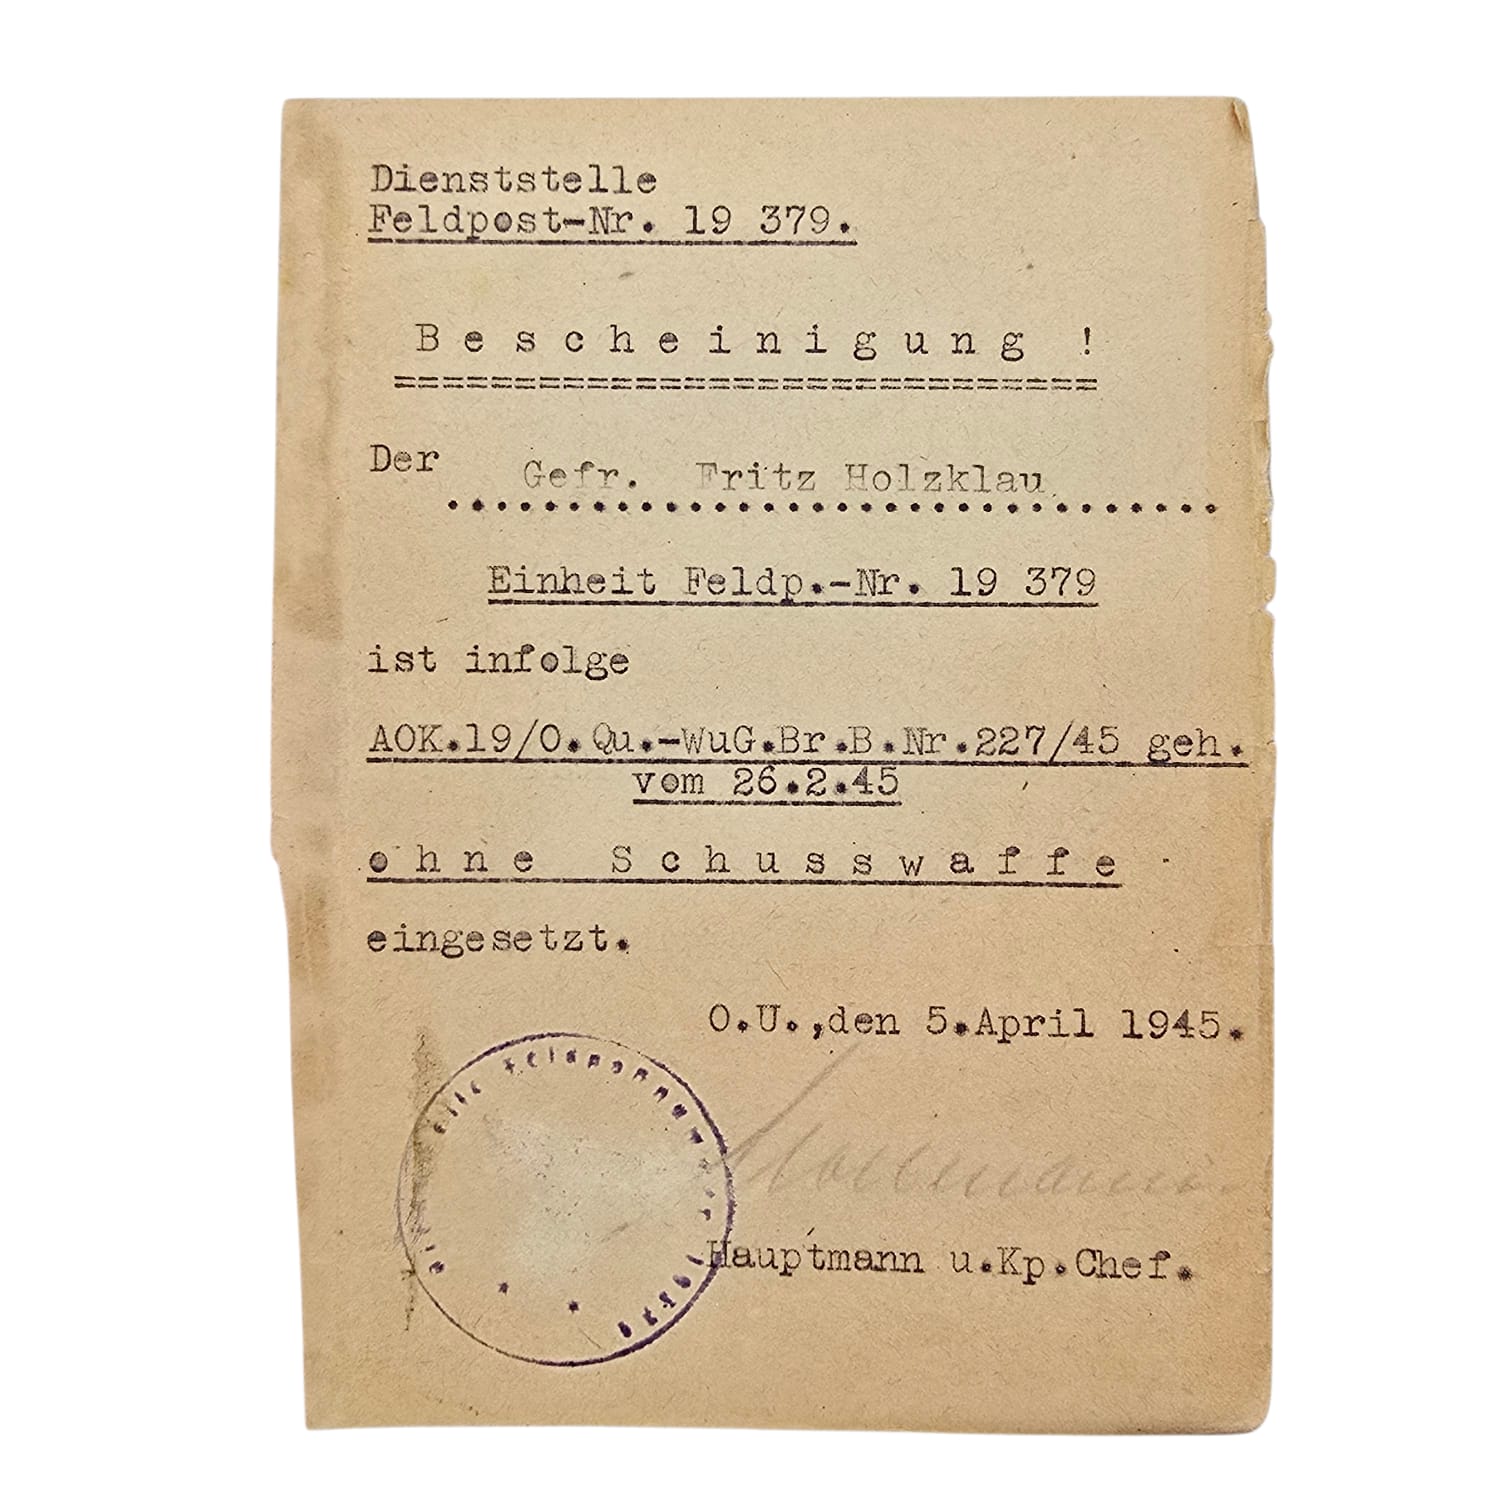 Dienststelle
Feldpost-Nr. 19 379.
B e s c h e i n i g u n g !
==============================
Der Gefr. Fritz Holzklau
Einheit Feldp.-Nr. 19 379
ist infolge
AOK.19/O.Qu.-WuG.Br.B.Nr.227/45 geh.
vom 26.2.45
o h n e S c h u s s w a f f e
eingesetzt.
O.U.,den 5.April 1945.
Hauptmann u.Kp.Chef.
19379